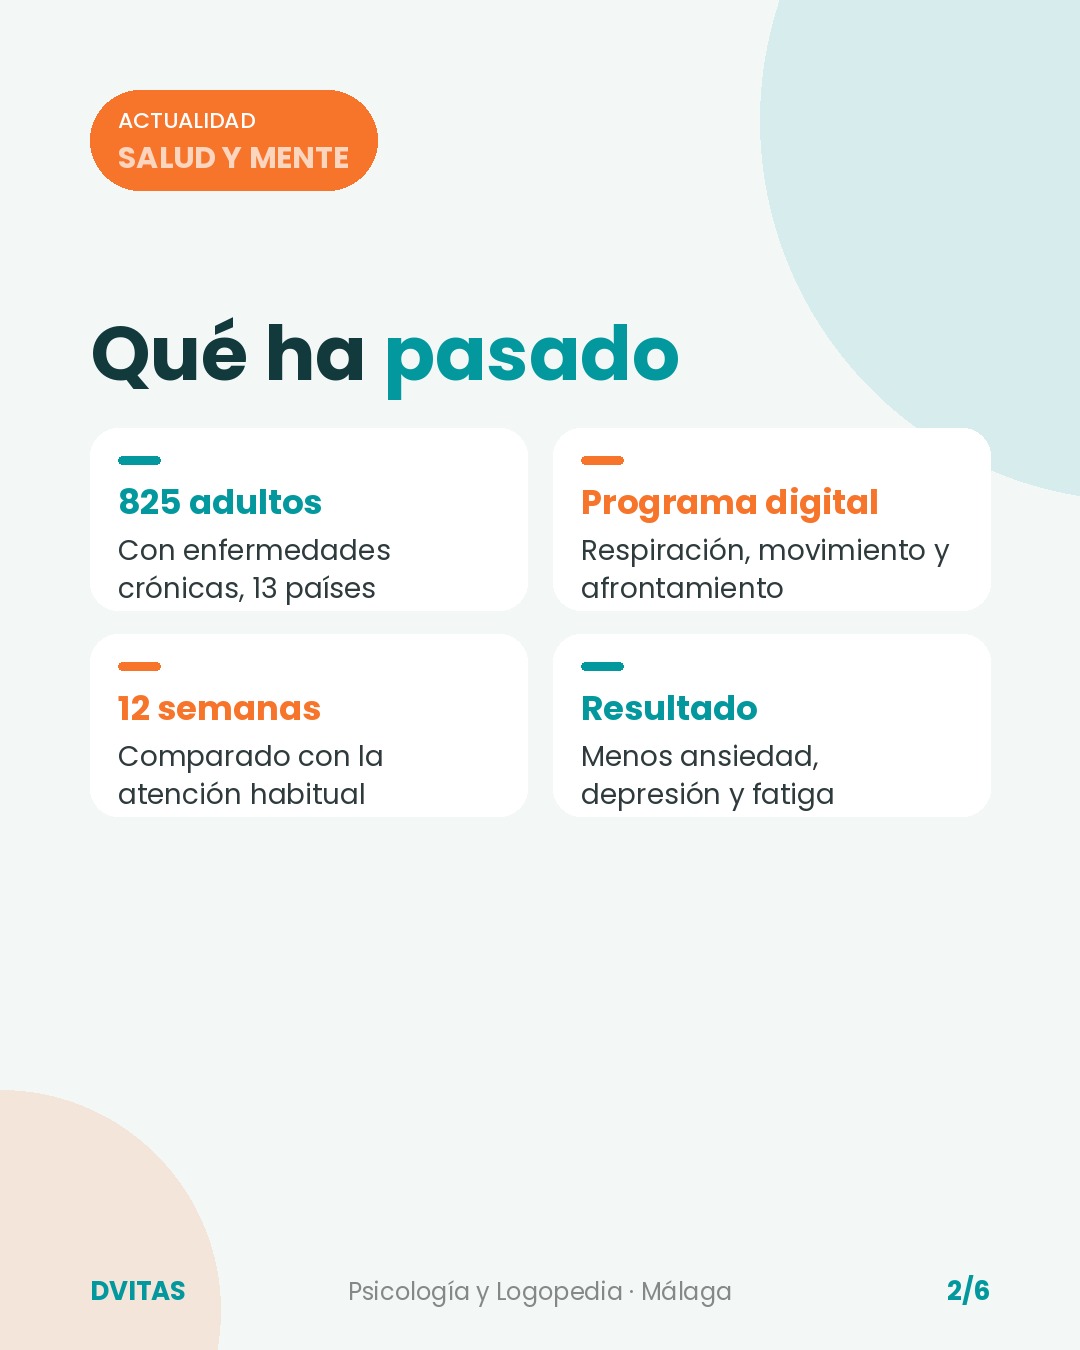 ACTUALIDAD
SALUD Y MENTE
Qué ha pasado
825 adultos
Con enfermedades
crónicas, 13 países
Programa digital
Respiración, movimiento y
afrontamiento
12 semanas
Comparado con la
atención habitual
Resultado
Menos ansiedad,
depresión y fatiga
DVITAS
Psicología y Logopedia · Málaga
2/6